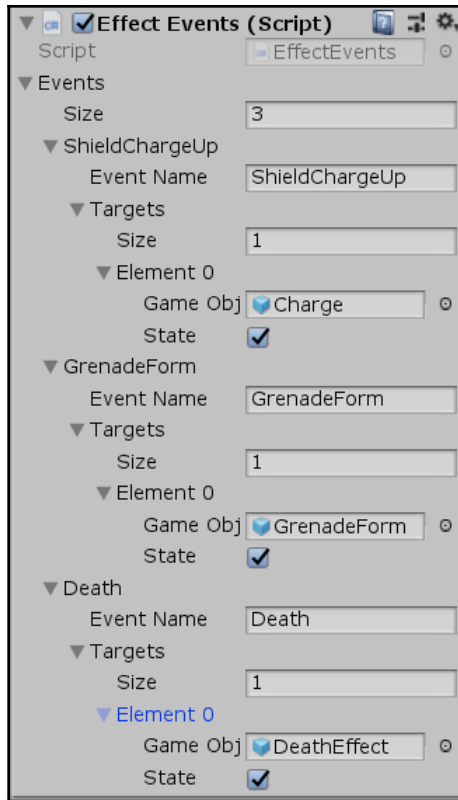 Effect Events (Script)
Script EffectEvents
Events
Size 3
ShieldChargeUp
Event Name ShieldChargeUp
Targets
Size 1
Element 0
Game Obj Charge
State
GrenadeForm
Event Name GrenadeForm
Targets
Size 1
Element 0
Game Obj GrenadeForm
State
Death
Event Name Death
Targets
Size 1
Element 0
Game Obj DeathEffect
State